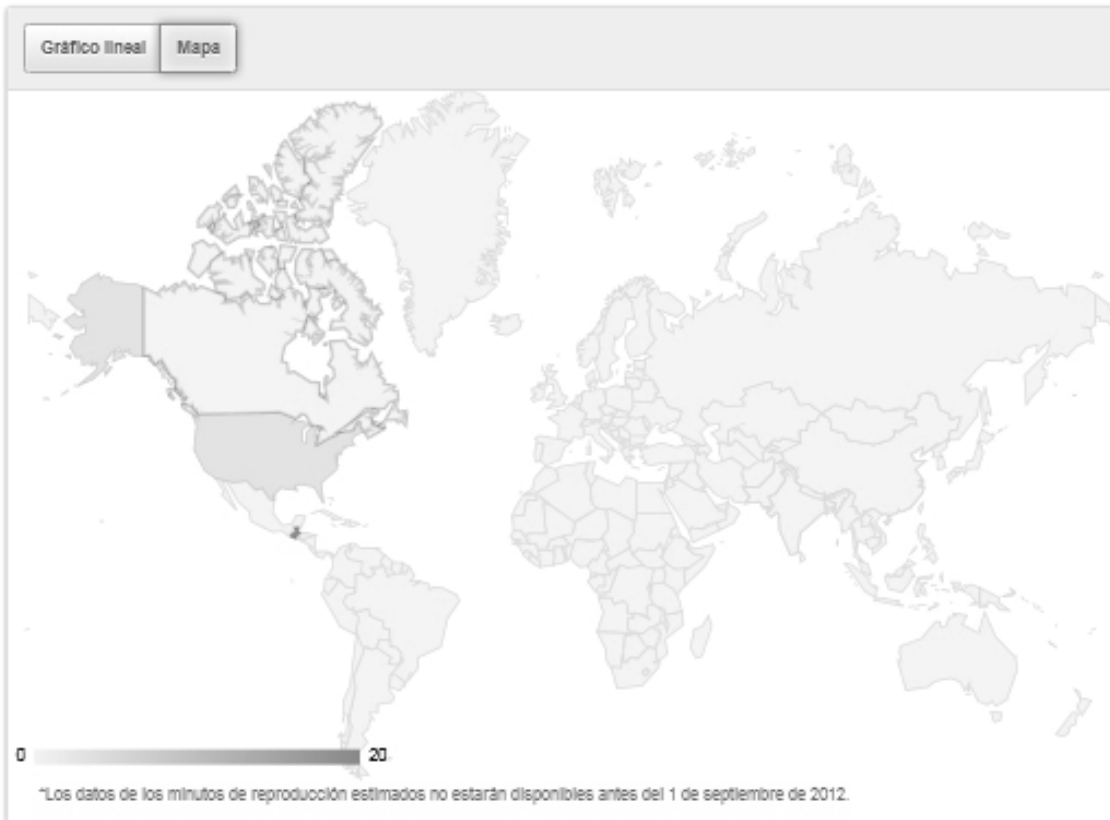 Gráfico lineal
Mapa
0
20
*Los datos de los minutos de reproducción estimados no estarán disponibles antes del 1 de septiembre de 2012.